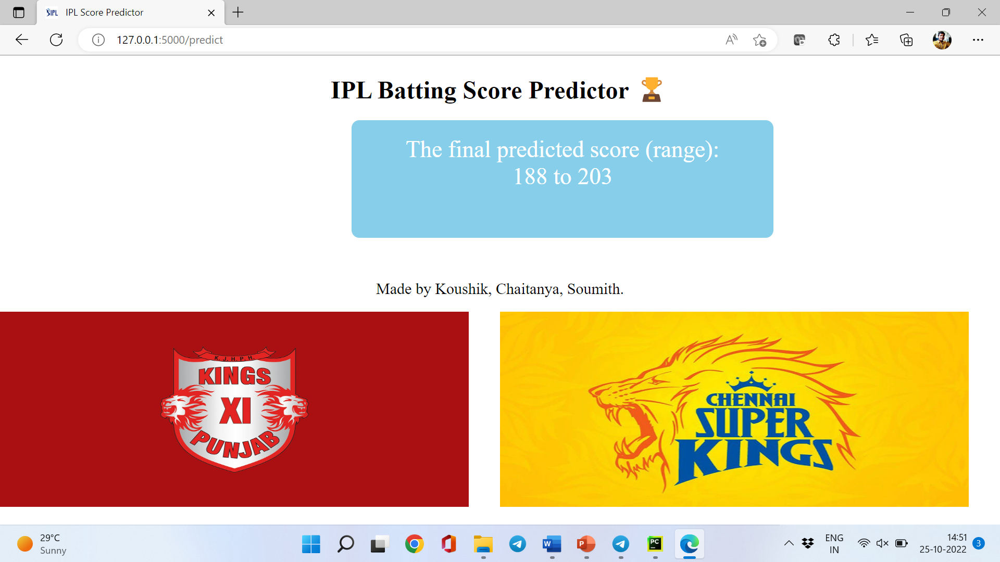 IPL
IPL Score Predictor
127.0.0.1:5000/predict
IPL Batting Score Predictor
The final predicted score (range):
188 to 203
Made by Koushik, Chaitanya, Soumith.
K. J. H. P. H.
KINGS
XI
PUNJAB
CHENNAI
SUPER
KINGS
29°C
Sunny
W
P
PC
ENG
IN
14:51
25-10-2022
3